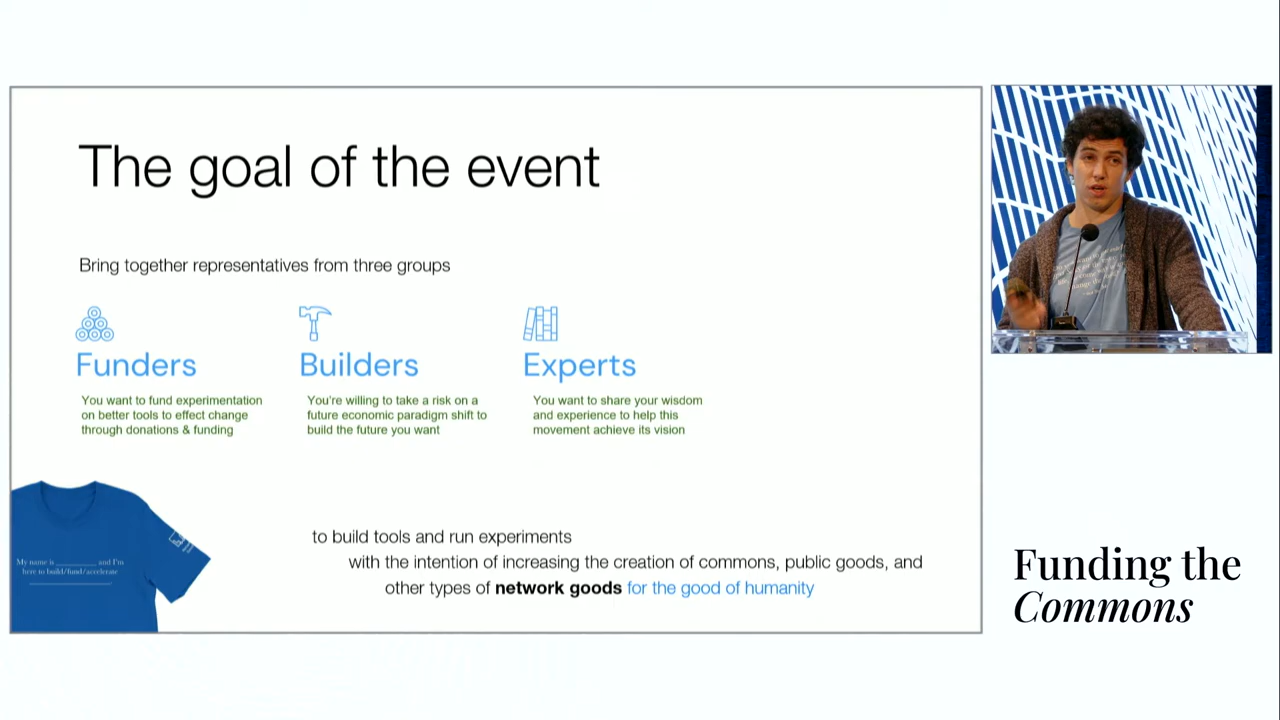 The goal of the event
Bring together representatives from three groups
Funders
You want to fund experimentation
on better tools to effect change
through donations & funding
Builders
You're willing to take a risk on a
future economic paradigm shift to
build the future you want
Experts
You want to share your wisdom
and experience to help this
movement achieve its vision
My name is __________ and I'm
here to build/fund/accelerate
______________________.
to build tools and run experiments
with the intention of increasing the creation of commons, public goods, and
other types of network goods for the good of humanity
Funding the
Commons